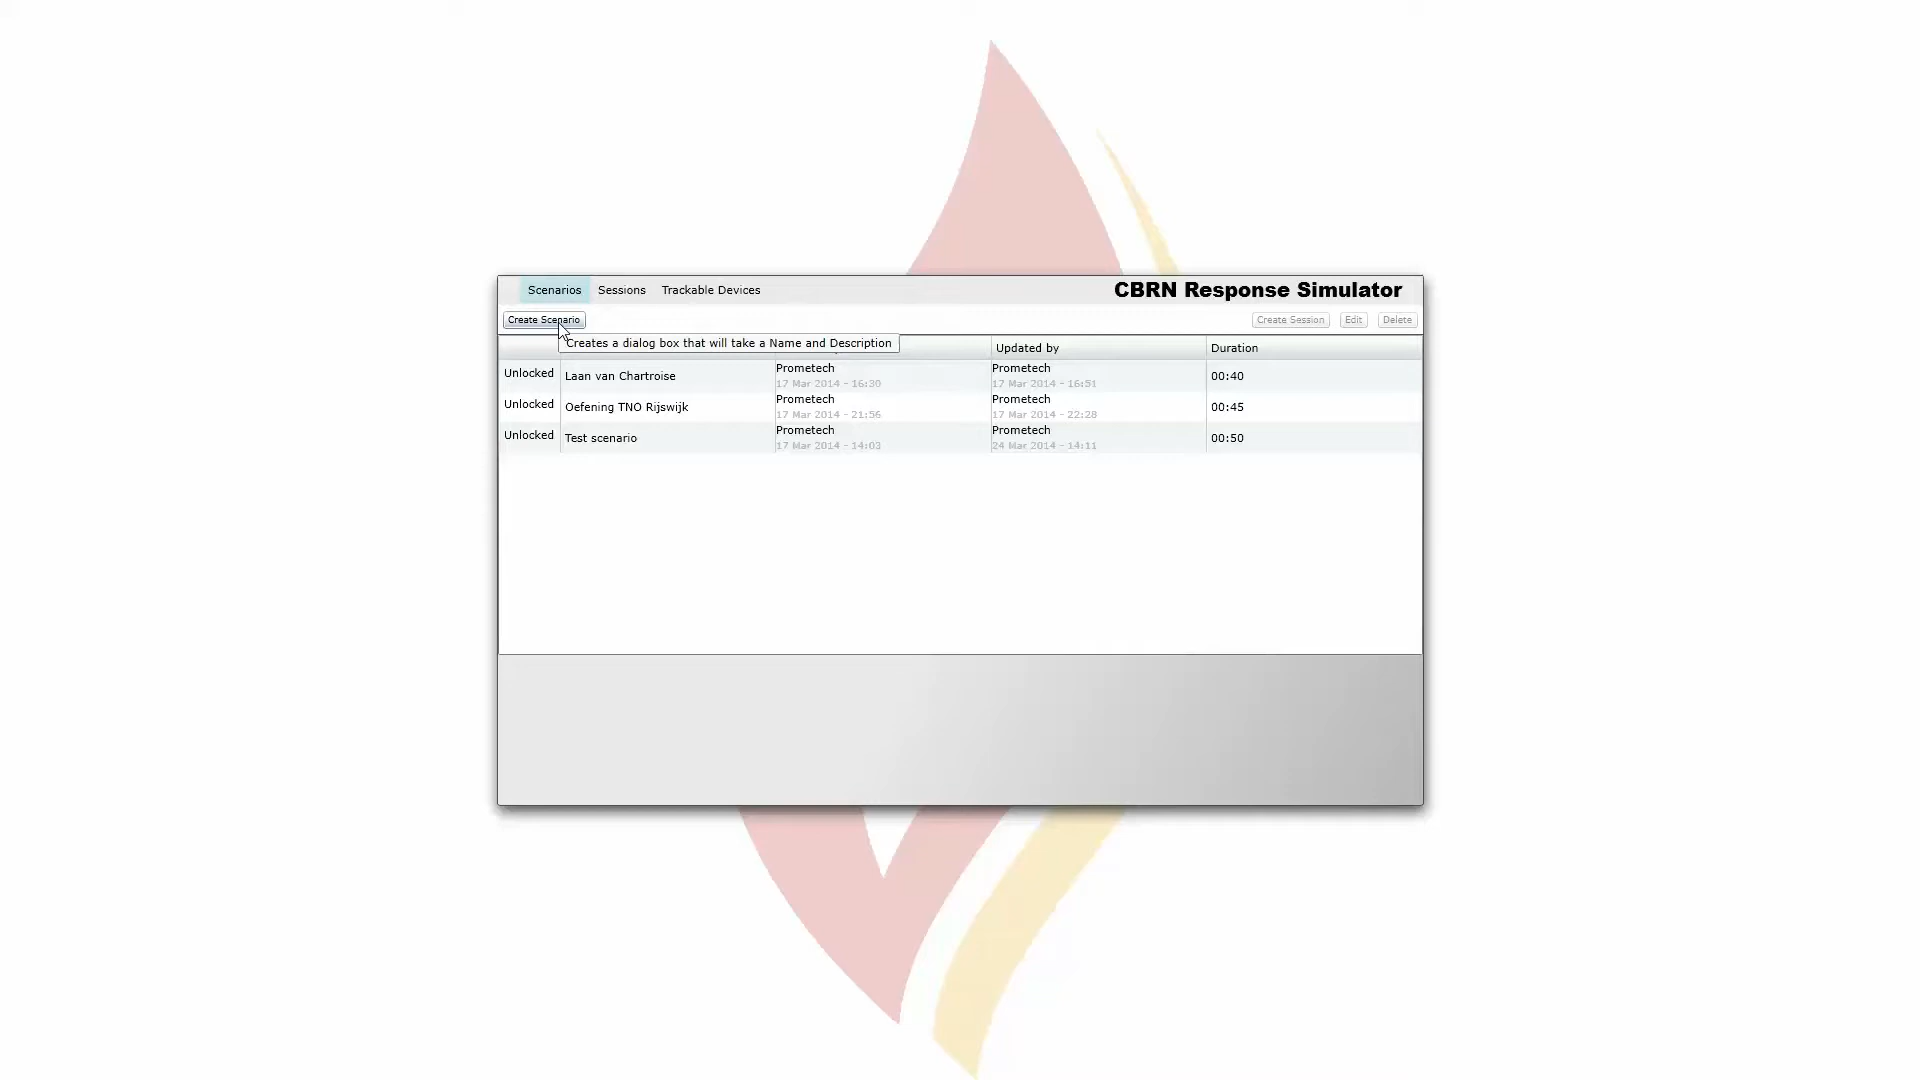 Scenarios Sessions Trackable Devices CBRN Response Simulator
Create Scenario Create Session Edit Delete
Creates a dialog box that will take a Name and Description
Updated by Duration
Unlocked Laan van Chartroise Prometech 17 Mar 2014 - 16:30 Prometech 17 Mar 2014 - 16:51 00:40
Unlocked Oefening TNO Rijswijk Prometech 17 Mar 2014 - 21:56 Prometech 17 Mar 2014 - 22:28 00:45
Unlocked Test scenario Prometech 17 Mar 2014 - 14:03 Prometech 24 Mar 2014 - 14:11 00:50